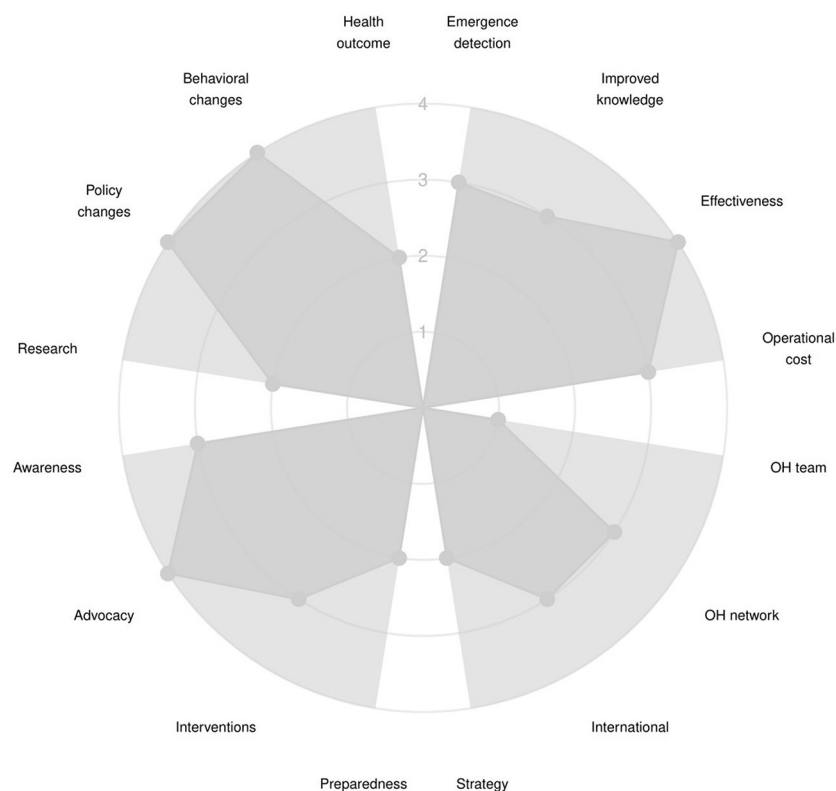 Health
outcome
Emergence
detection
Behavioral
changes
Improved
knowledge
4
3
Policy
changes
Effectiveness
2
1
Research
Operational
cost
Awareness
OH team
Advocacy
OH network
Interventions
International
Preparedness
Strategy